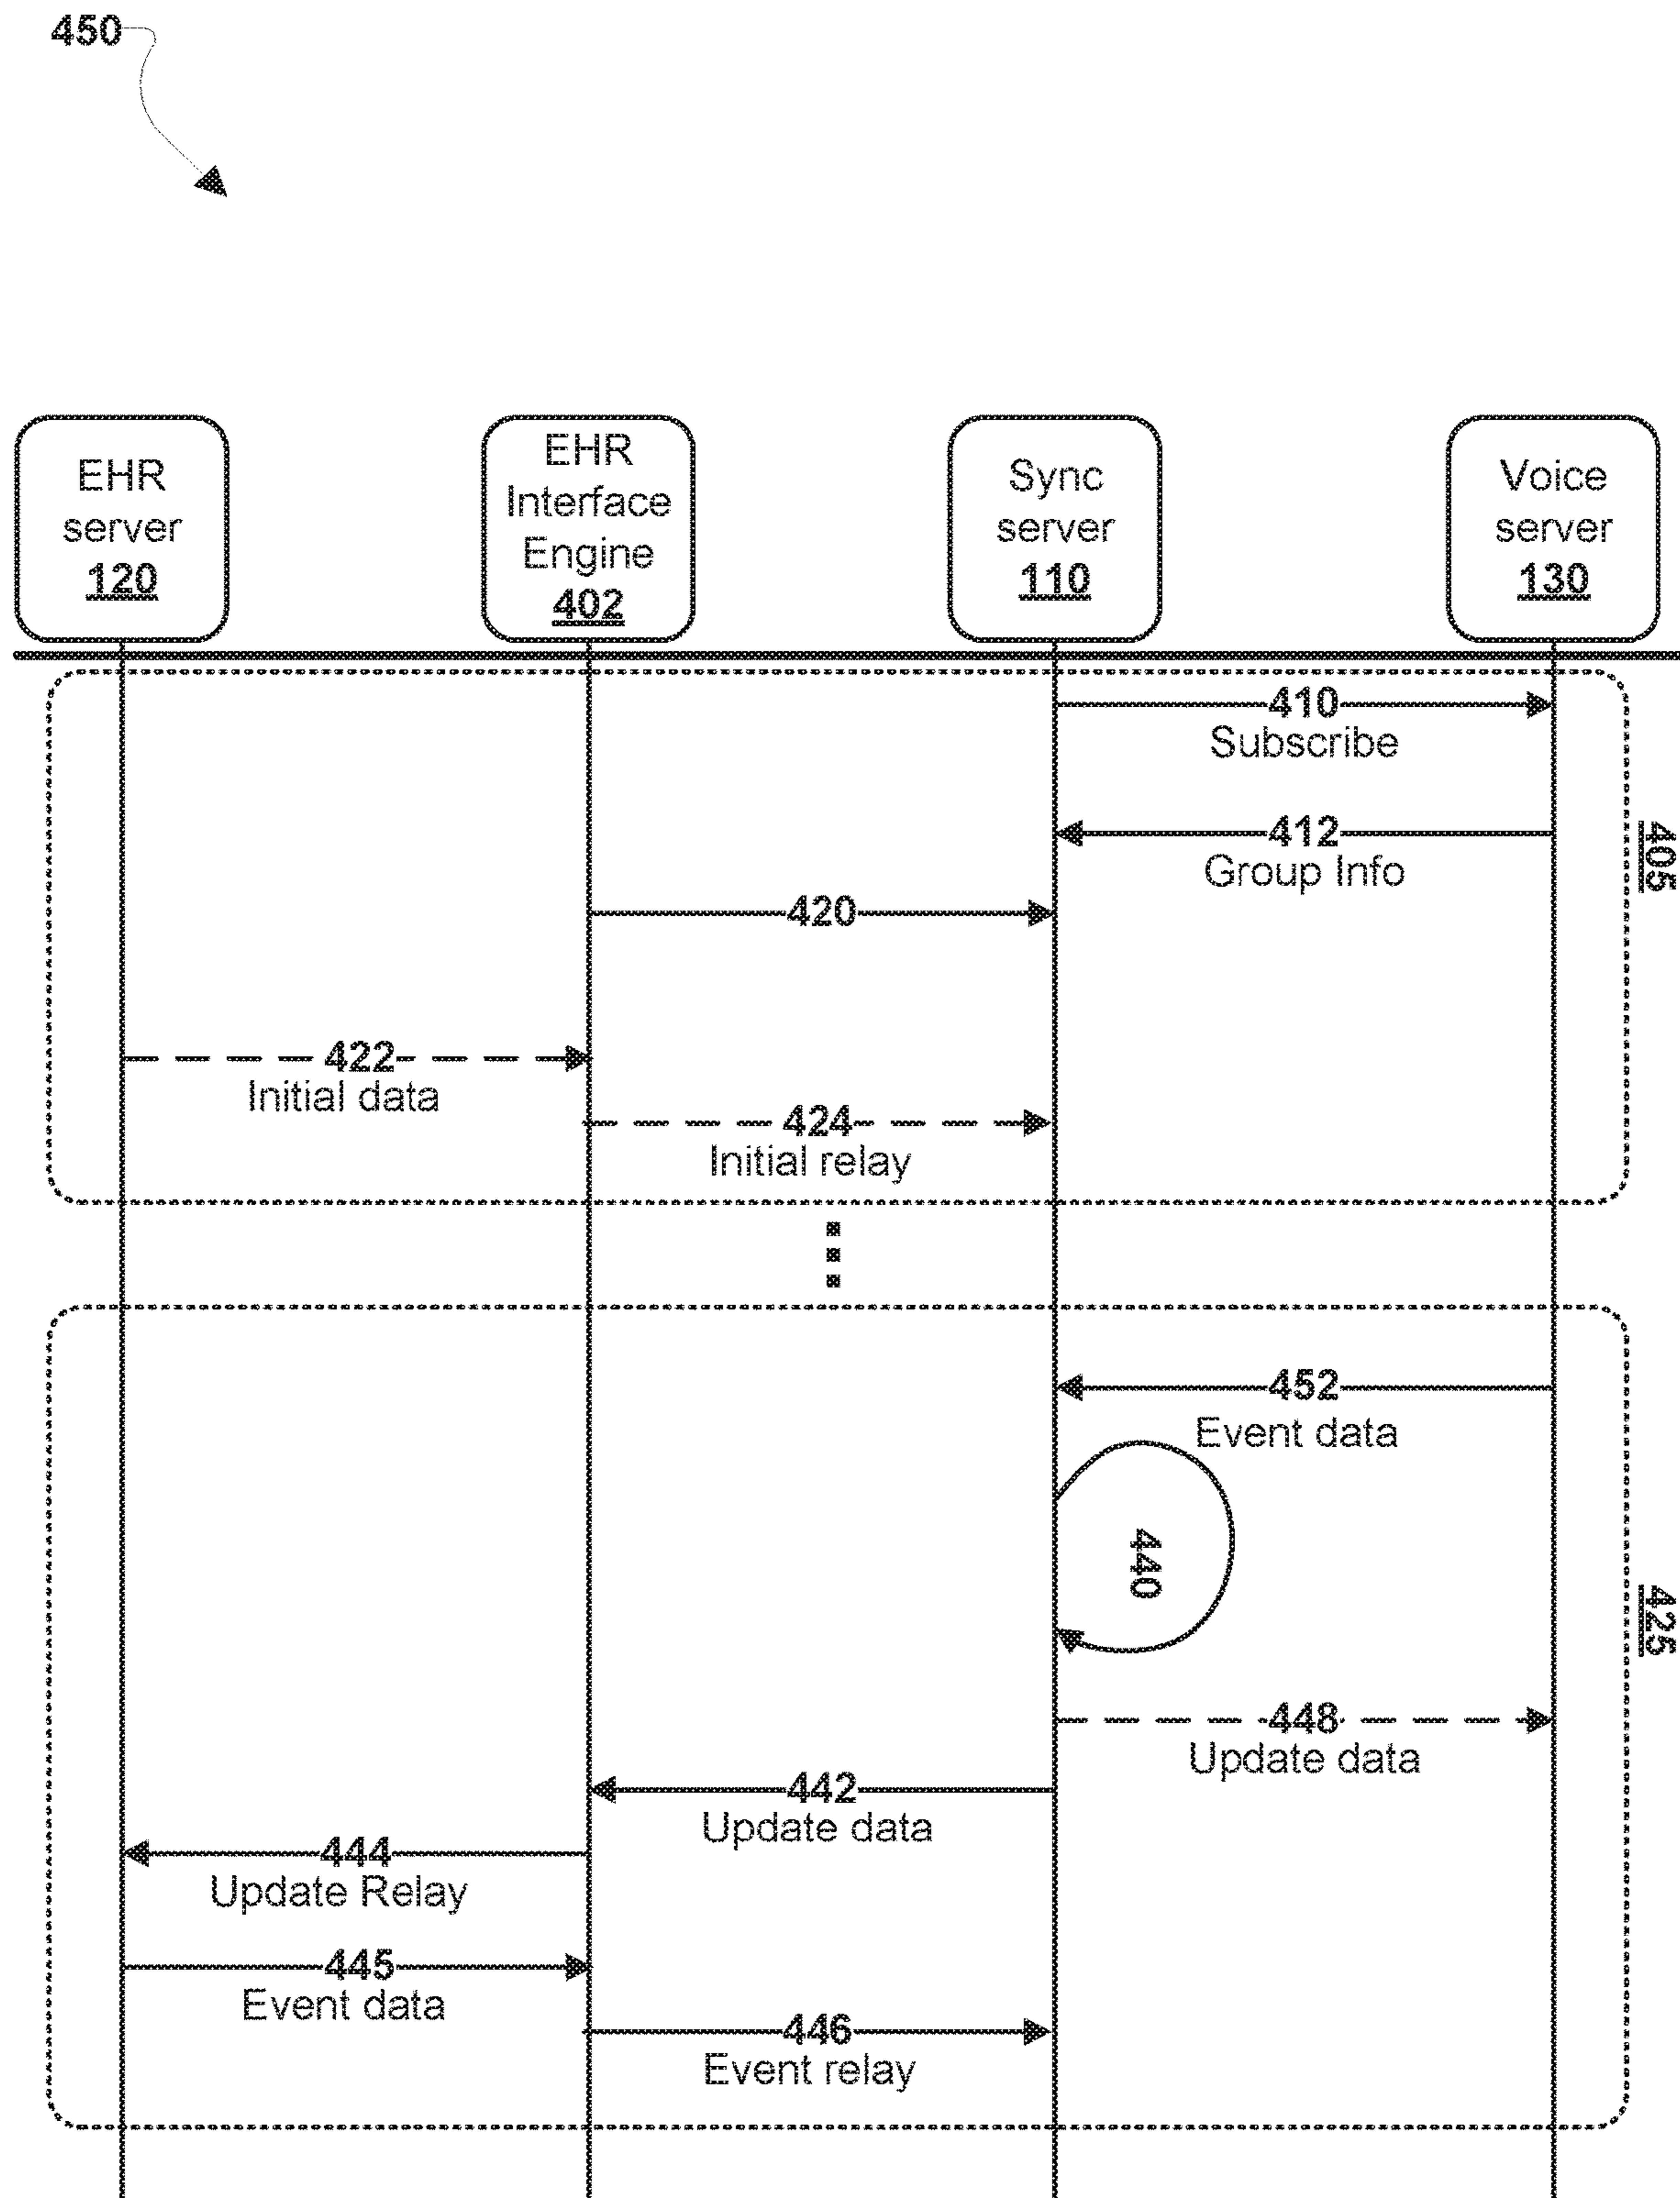 450
EHR
server
120
EHR
Interface
Engine
402
Sync
server
110
Voice
server
130
410
Subscribe
412
Group Info
405
420
422
Initial data
424
Initial relay
452
Event data
440
425
448
Update data
442
Update data
444
Update Relay
445
Event data
446
Event relay